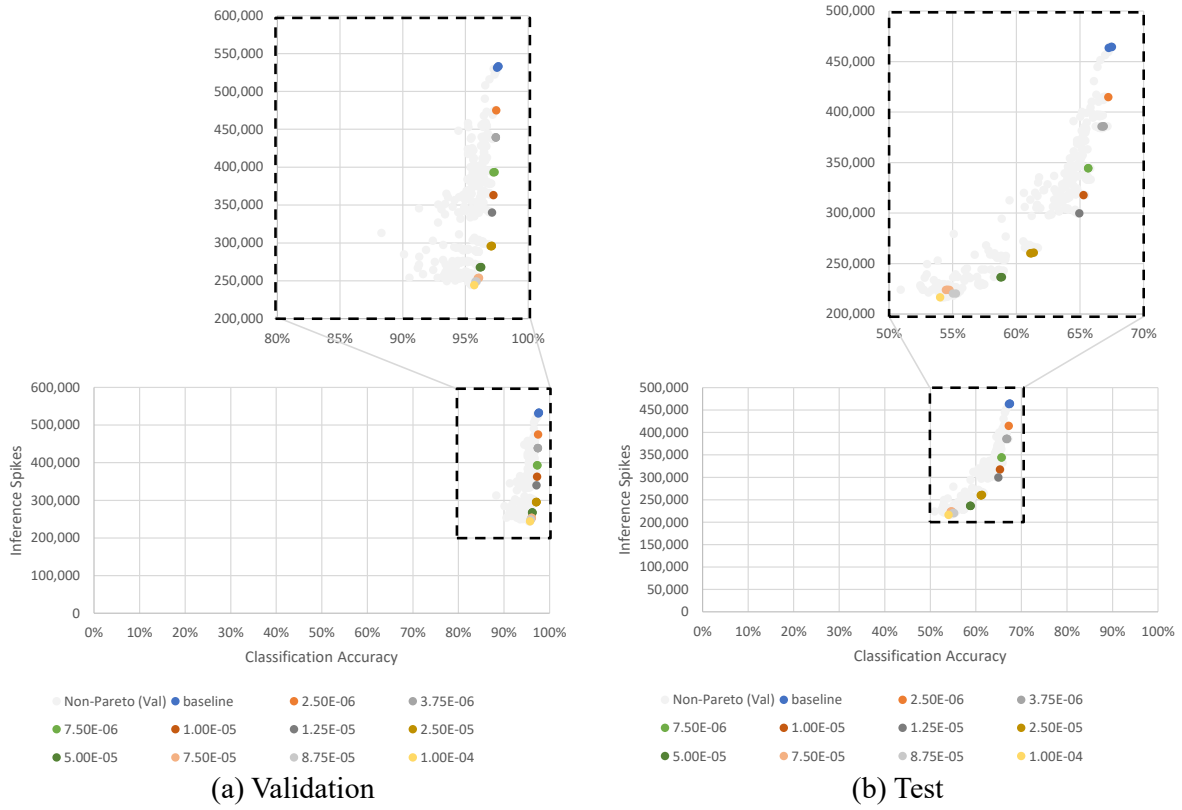 600,000
550,000
500,000
450,000
400,000
350,000
300,000
250,000
200,000
80% 85% 90% 95% 100%
600,000
500,000
400,000
300,000
200,000
100,000
0
0% 10% 20% 30% 40% 50% 60% 70% 80% 90% 100%
Inference Spikes
Classification Accuracy
Non-Pareto (Val) baseline 2.50E-06 3.75E-06
7.50E-06 1.00E-05 1.25E-05 2.50E-05
5.00E-05 7.50E-05 8.75E-05 1.00E-04
(a) Validation
500,000
450,000
400,000
350,000
300,000
250,000
200,000
50% 55% 60% 65% 70%
500,000
450,000
400,000
350,000
300,000
250,000
200,000
150,000
100,000
50,000
0
0% 10% 20% 30% 40% 50% 60% 70% 80% 90% 100%
Inference Spikes
Classification Accuracy
Non-Pareto (Val) baseline 2.50E-06 3.75E-06
7.50E-06 1.00E-05 1.25E-05 2.50E-05
5.00E-05 7.50E-05 8.75E-05 1.00E-04
(b) Test